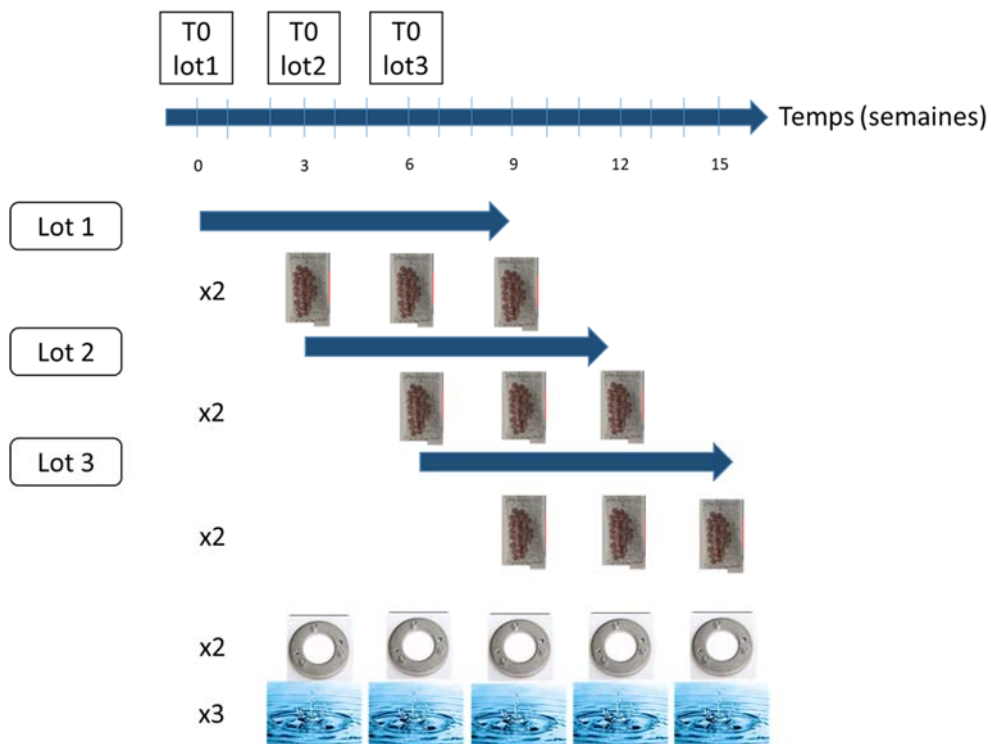 T0
lot1
T0
lot2
T0
lot3
Temps (semaines)
0 3 6 9 12 15
Lot 1
x2
Lot 2
x2
Lot 3
x2
x2
x3